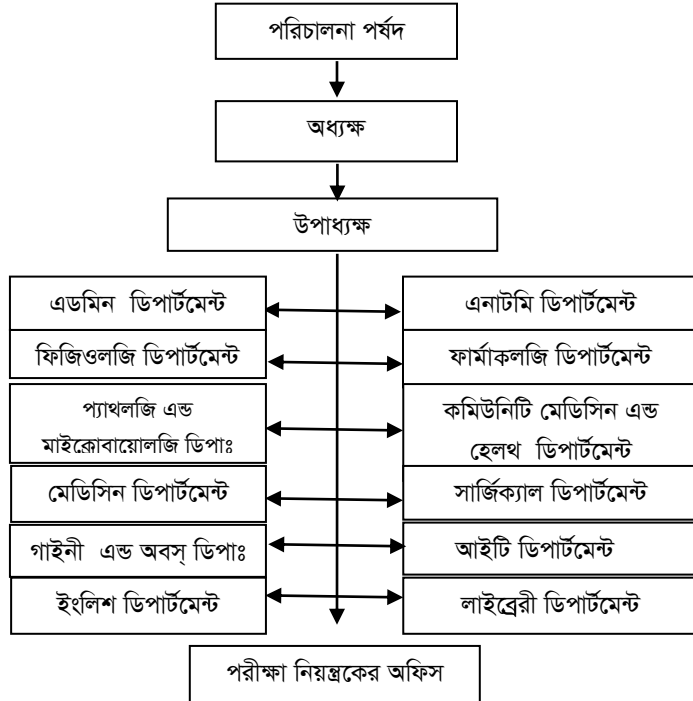 পরিচালনা পর্ষদ
অধ্যক্ষ
উপাধ্যক্ষ
এডমিন ডিপার্টমেন্ট
এনাটমি ডিপার্টমেন্ট
ফিজিওলজি ডিপার্টমেন্ট
ফার্মাকলজি ডিপার্টমেন্ট
প্যাথলজি এন্ড
মাইক্রোবায়োলজি ডিপাঃ
কমিউনিটি মেডিসিন এন্ড
হেলথ ডিপার্টমেন্ট
মেডিসিন ডিপার্টমেন্ট
সার্জিক্যাল ডিপার্টমেন্ট
গাইনী এন্ড অবস্ ডিপাঃ
আইটি ডিপার্টমেন্ট
ইংলিশ ডিপার্টমেন্ট
লাইব্রেরী ডিপার্টমেন্ট
পরীক্ষা নিয়ন্ত্রকের অফিস